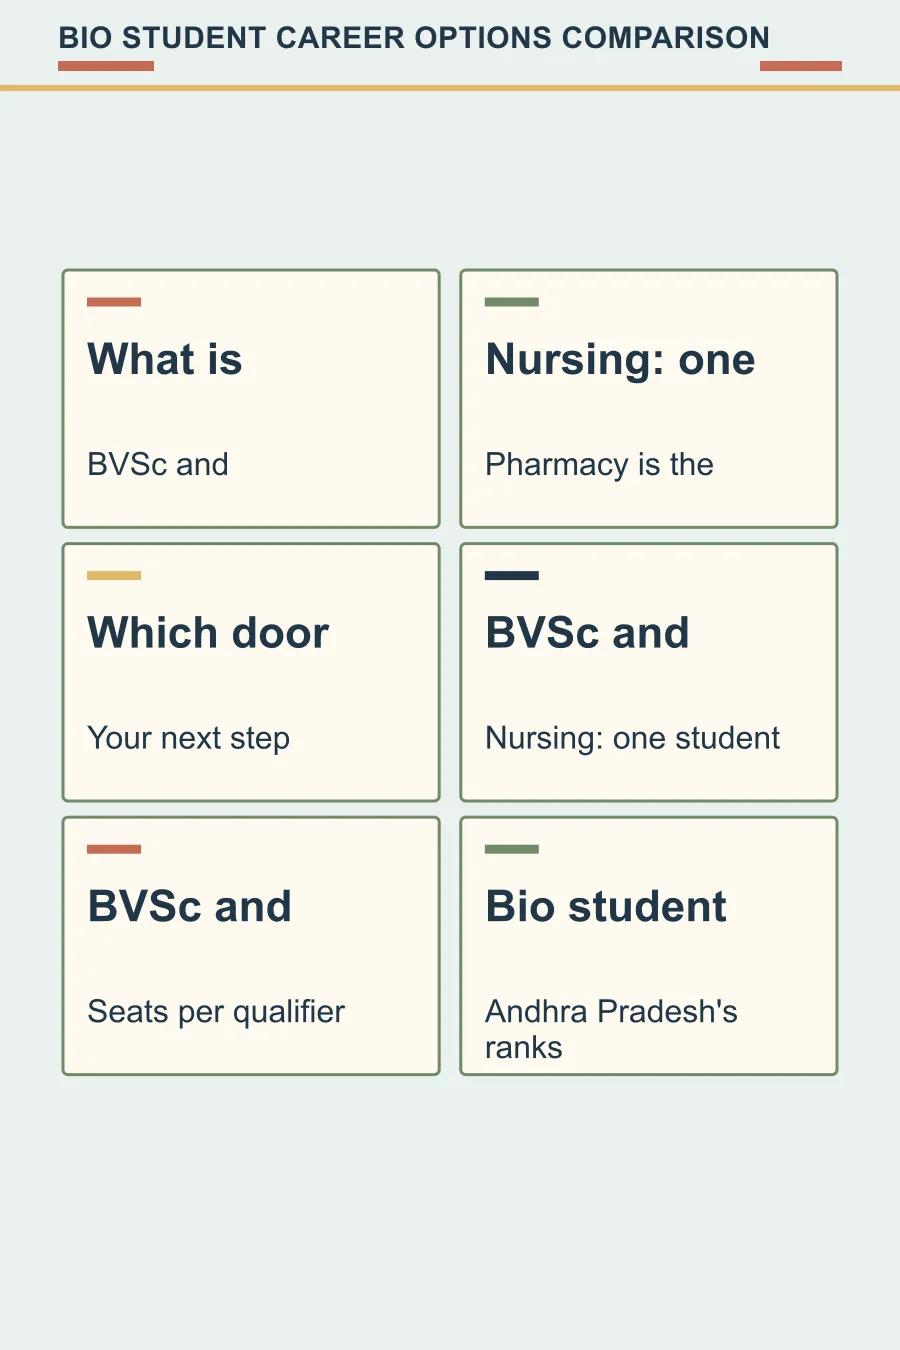 BIO STUDENT CAREER OPTIONS COMPARISON
What is
BVSc and
Nursing: one
Pharmacy is the
Which door
Your next step
BVSc and
Nursing: one student
BVSc and
Seats per qualifier
Bio student
Andhra Pradesh's
ranks